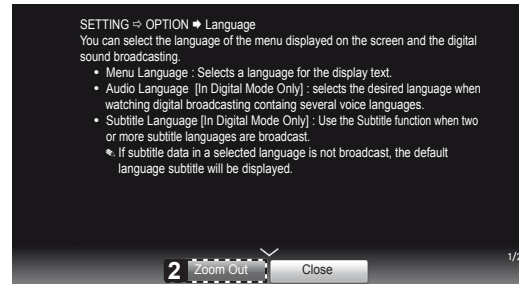 SETTING ⇨ OPTION ➡ Language
You can select the language of the menu displayed on the screen and the digital
sound broadcasting.
• Menu Language : Selects a language for the display text.
• Audio Language [In Digital Mode Only] : selects the desired language when
watching digital broadcasting containg several voice languages.
• Subtitle Language [In Digital Mode Only] : Use the Subtitle function when two
or more subtitle languages are broadcast.
✎ If subtitle data in a selected language is not broadcast, the default
language subtitle will be displayed.
2 Zoom Out Close
1/2